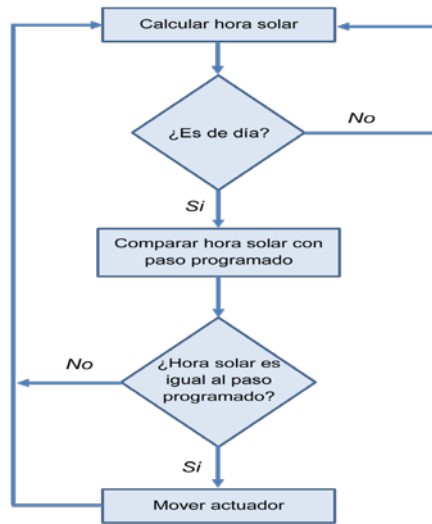 Calcular hora solar
¿Es de día?
No
Si
Comparar hora solar con
paso programado
No
¿Hora solar es
igual al paso
programado?
Si
Mover actuador